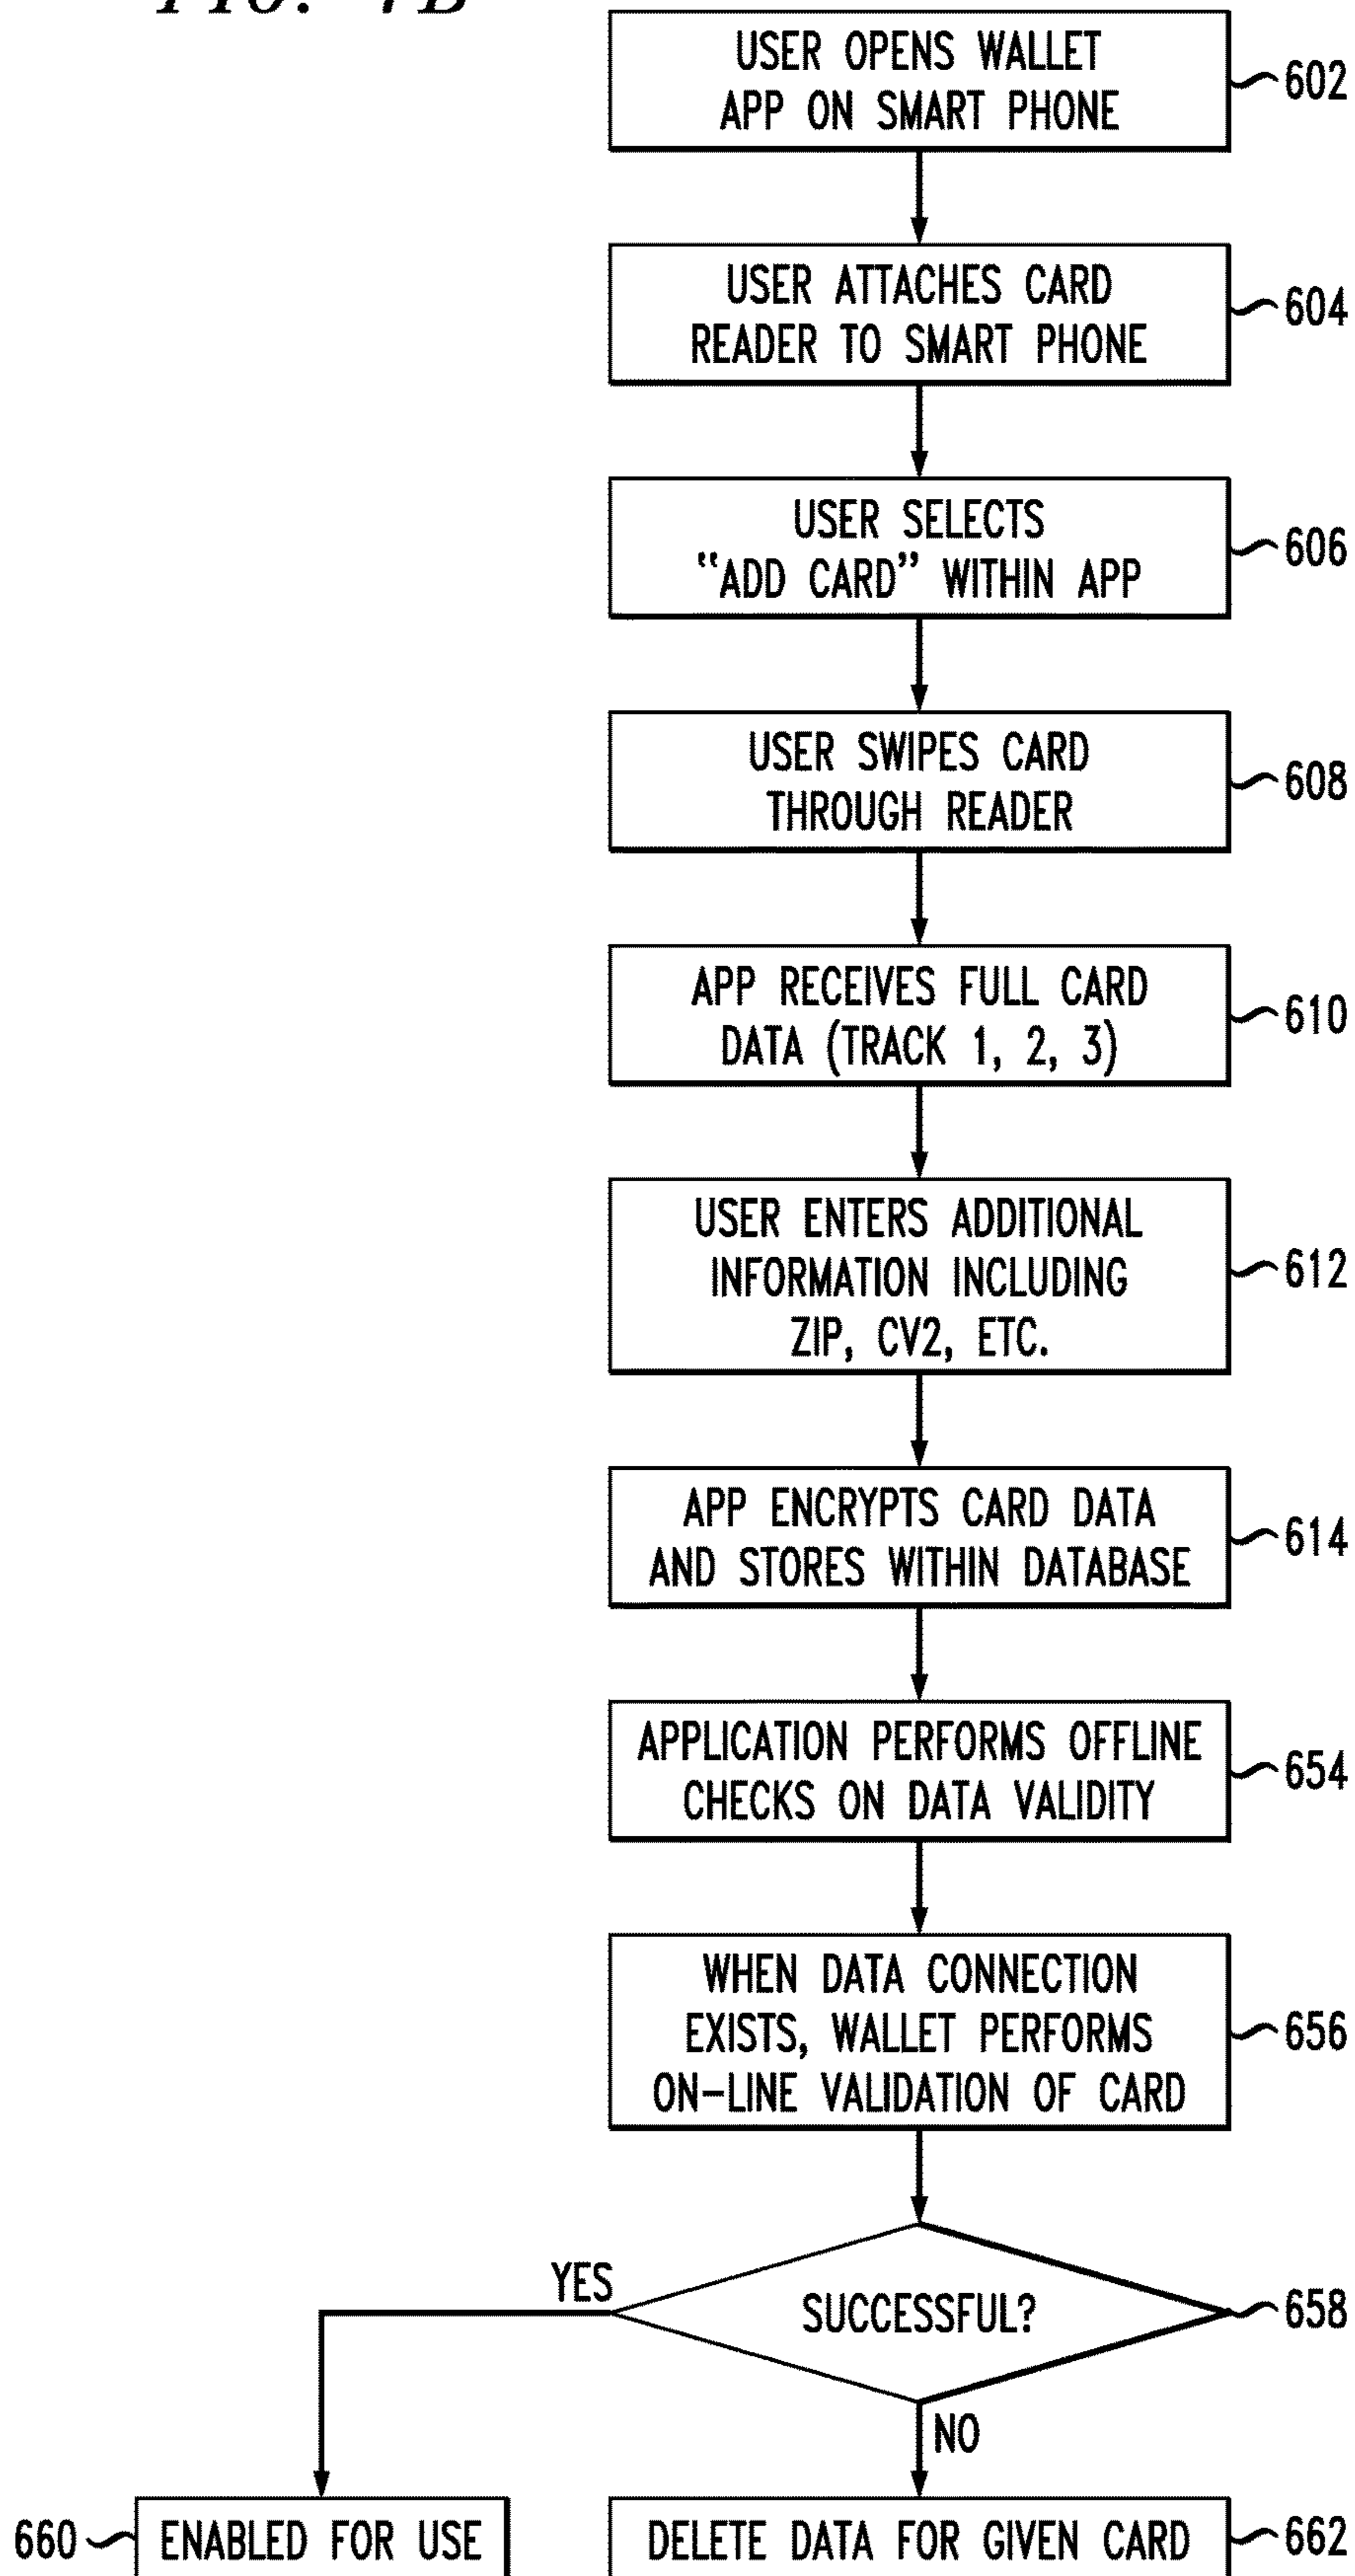 FIG. 4B
USER OPENS WALLET
APP ON SMART PHONE
602
USER ATTACHES CARD
READER TO SMART PHONE
604
USER SELECTS
“ADD CARD” WITHIN APP
606
USER SWIPES CARD
THROUGH READER
608
APP RECEIVES FULL CARD
DATA (TRACK 1, 2, 3)
610
USER ENTERS ADDITIONAL
INFORMATION INCLUDING
ZIP, CV2, ETC.
612
APP ENCRYPTS CARD DATA
AND STORES WITHIN DATABASE
614
APPLICATION PERFORMS OFFLINE
CHECKS ON DATA VALIDITY
654
WHEN DATA CONNECTION
EXISTS, WALLET PERFORMS
ON-LINE VALIDATION OF CARD
656
YES
SUCCESSFUL?
658
NO
660
ENABLED FOR USE
DELETE DATA FOR GIVEN CARD
662